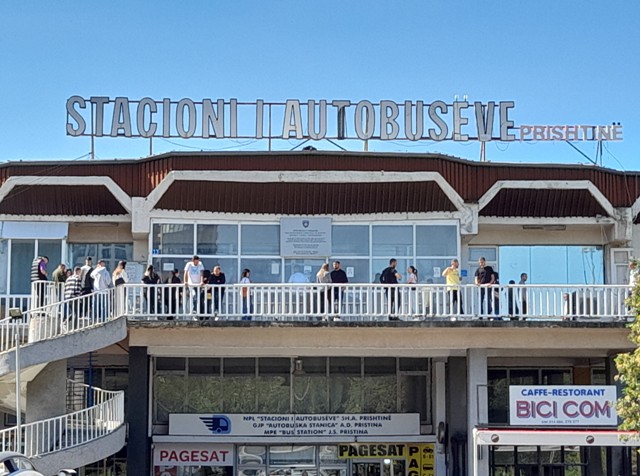 STACIONI I AUTOBUSËVE PRISHTINË
NPL "STACIONI I AUTOBUSËVE" SH.A. PRISHTINË
GJP "AUTOBUSKA STANICA" A.D. PRISTINA
MPE "BUS STATION" J.S. PRISTINA
PAGESAT
PAGESAT
CAFFE-RESTORANT
BICI COM